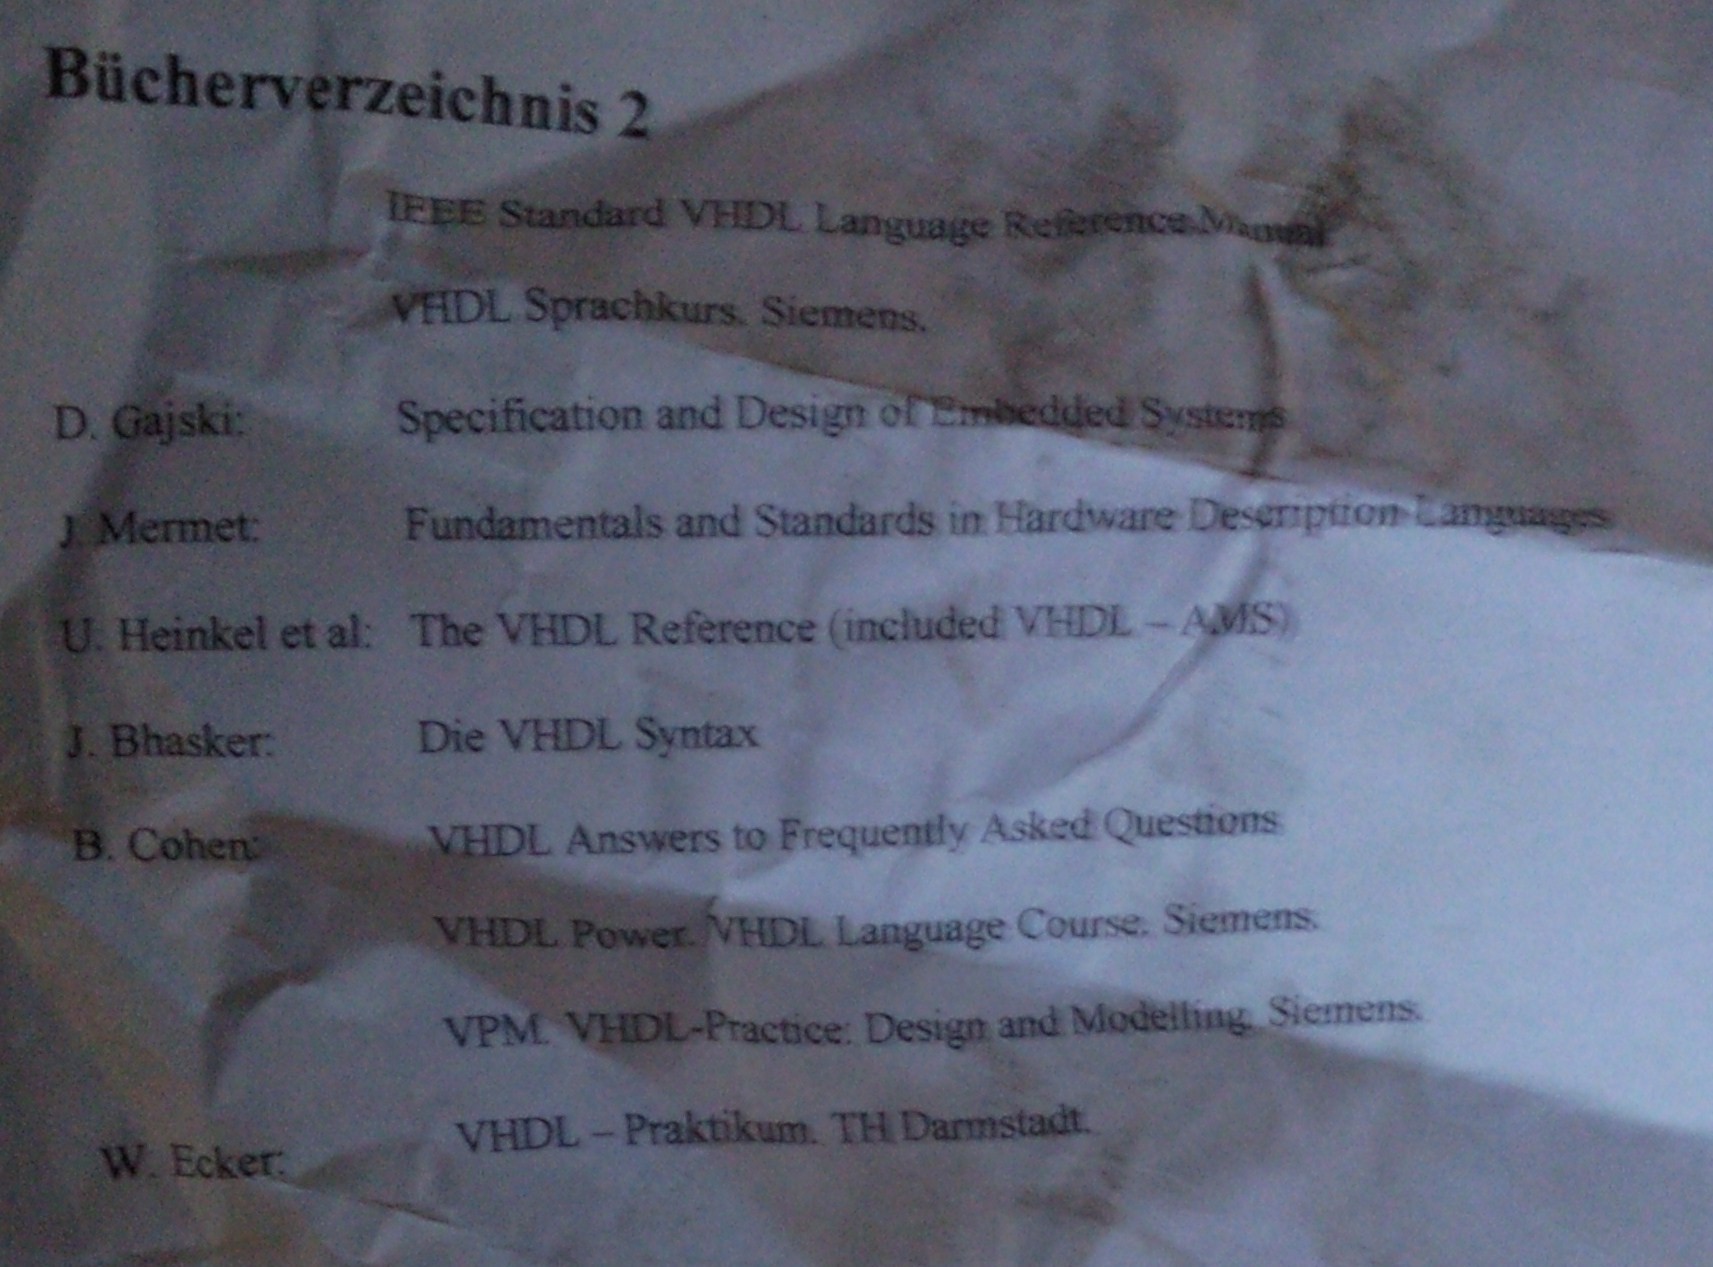 Bücherverzeichnis 2
IEEE Standard VHDL Language Reference Manual
VHDL Sprachkurs. Siemens.
D. Gajski: Specification and Design of Embedded Systems
J. Mermet: Fundamentals and Standards in Hardware Description Languages
U. Heinkel et al: The VHDL Reference (included VHDL – AMS)
J. Bhasker: Die VHDL Syntax
B. Cohen: VHDL Answers to Frequently Asked Questions
VHDL Power. VHDL Language Course. Siemens.
VPM. VHDL-Practice: Design and Modelling. Siemens.
W. Ecker: VHDL – Praktikum. TH Darmstadt.